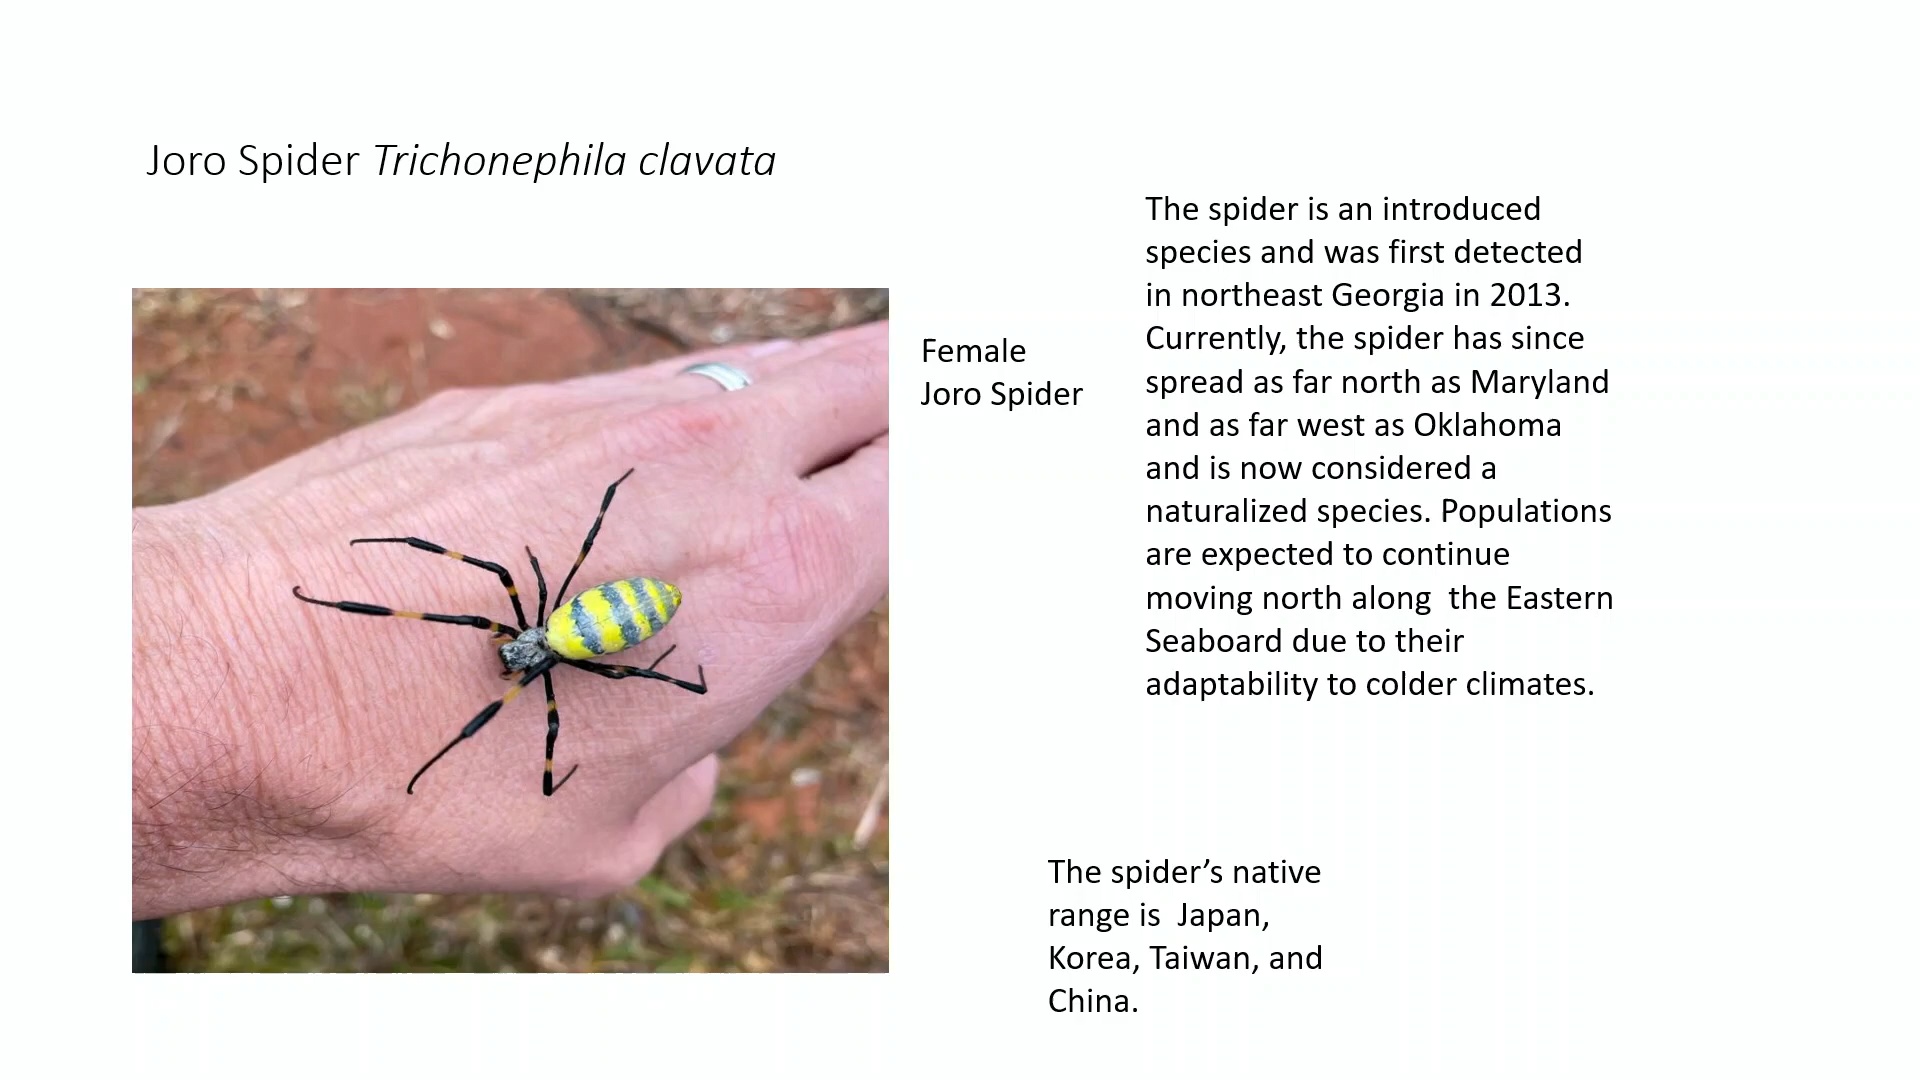 Joro Spider Trichonephila clavata
Female
Joro Spider
The spider is an introduced
species and was first detected
in northeast Georgia in 2013.
Currently, the spider has since
spread as far north as Maryland
and as far west as Oklahoma
and is now considered a
naturalized species. Populations
are expected to continue
moving north along  the Eastern
Seaboard due to their
adaptability to colder climates.
The spider’s native
range is  Japan,
Korea, Taiwan, and
China.